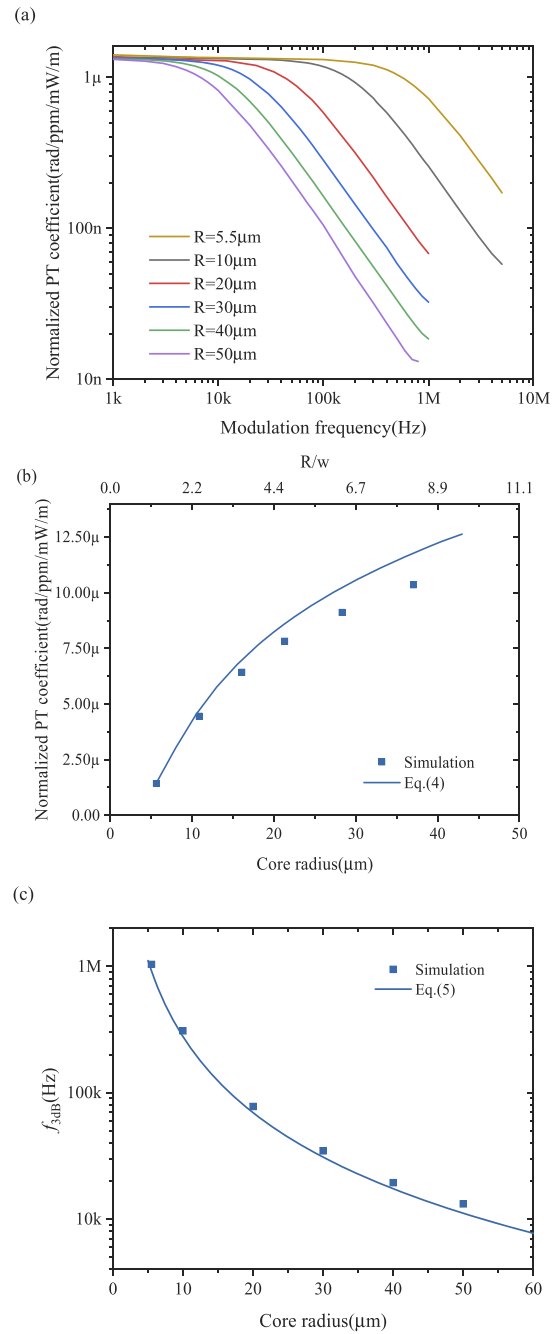 (a)
Normalized PT coefficient(rad/ppm/mW/m)
1µ
100n
10n
R=5.5µm
R=10µm
R=20µm
R=30µm
R=40µm
R=50µm
1k 10k 100k 1M 10M
Modulation frequency(Hz)
(b)
R/w
0.0 2.2 4.4 6.7 8.9 11.1
Normalized PT coefficient(rad/ppm/mW/m)
12.50µ
10.00µ
7.50µ
5.00µ
2.50µ
0.00
Simulation
Eq.(4)
0 10 20 30 40 50
Core radius(µm)
(c)
f3dB(Hz)
1M
100k
10k
Simulation
Eq.(5)
0 10 20 30 40 50 60
Core radius(µm)